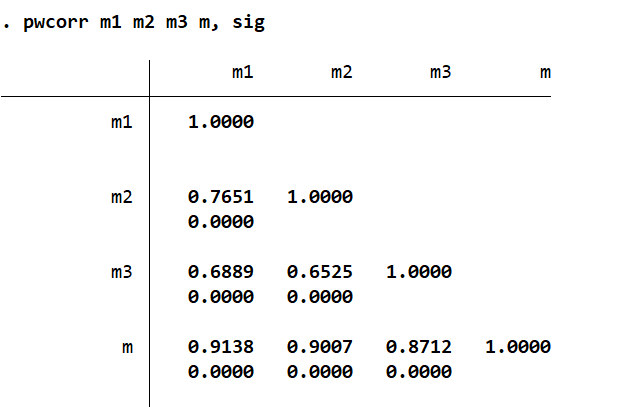 . pwcorr m1 m2 m3 m, sig
m1 m2 m3 m
m1 1.0000
m2 0.7651 1.0000
0.0000
m3 0.6889 0.6525 1.0000
0.0000 0.0000
m 0.9138 0.9007 0.8712 1.0000
0.0000 0.0000 0.0000